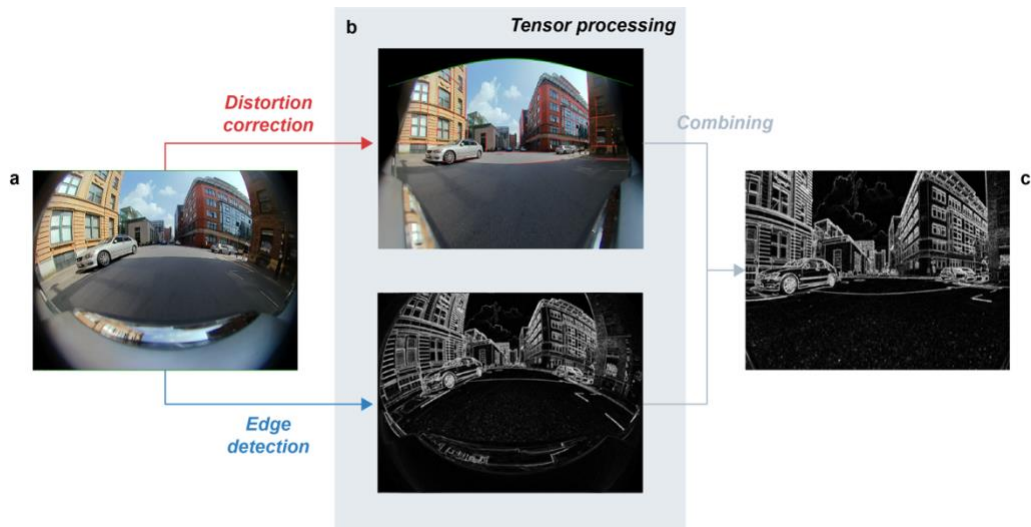 b
Tensor processing
Distortion
correction
Combining
a
c
Edge
detection